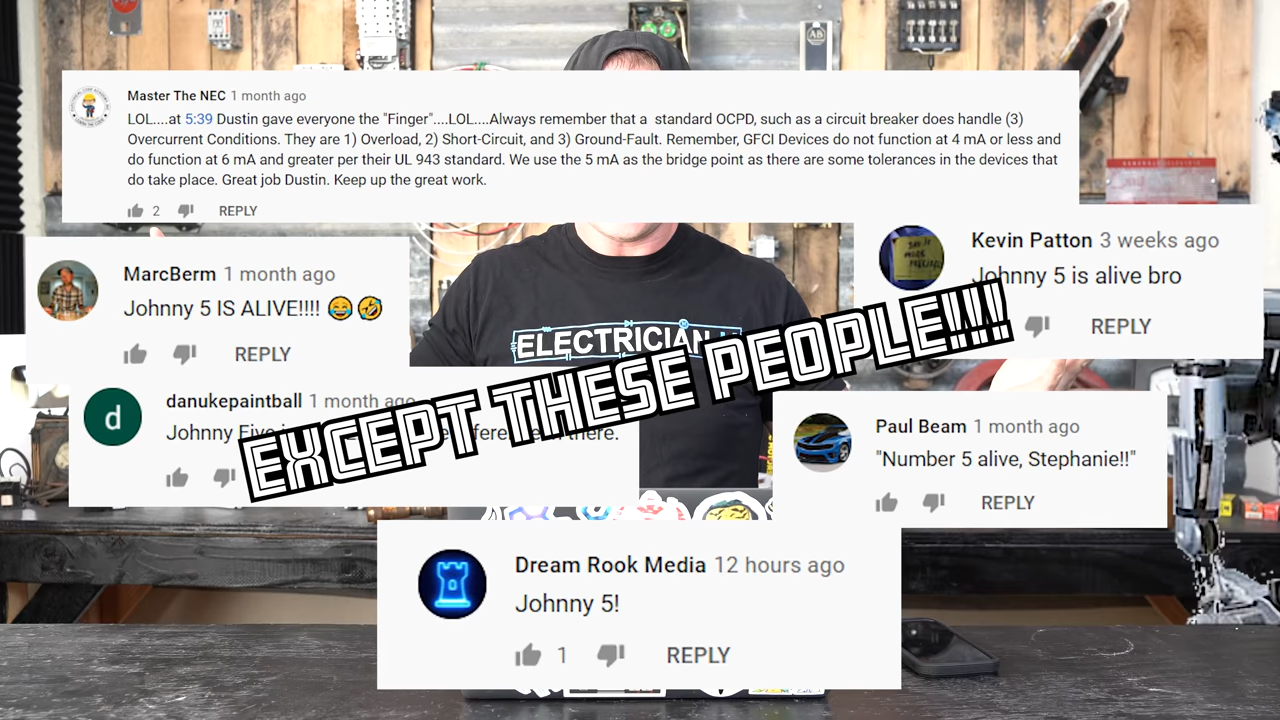 Master The NEC 1 month ago
LOL....at 5:39 Dustin gave everyone the "Finger"....LOL....Always remember that a standard OCPD, such as a circuit breaker does handle (3)
Overcurrent Conditions. They are 1) Overload, 2) Short-Circuit, and 3) Ground-Fault. Remember, GFCI Devices do not function at 4 mA or less and
do function at 6 mA and greater per their UL 943 standard. We use the 5 mA as the bridge point as there are some tolerances in the devices that
do take place. Great job Dustin. Keep up the great work.
2 REPLY
Kevin Patton 3 weeks ago
Johnny 5 is alive bro
REPLY
MarcBerm 1 month ago
Johnny 5 IS ALIVE!!!! 😂🤣
REPLY
ELECTRICIAN
EXCEPT THESE PEOPLE!!!
d
danukepaintball 1 month ago
Johnny Five there.
Paul Beam 1 month ago
"Number 5 alive, Stephanie!!"
REPLY
Dream Rook Media 12 hours ago
Johnny 5!
1 REPLY
AB